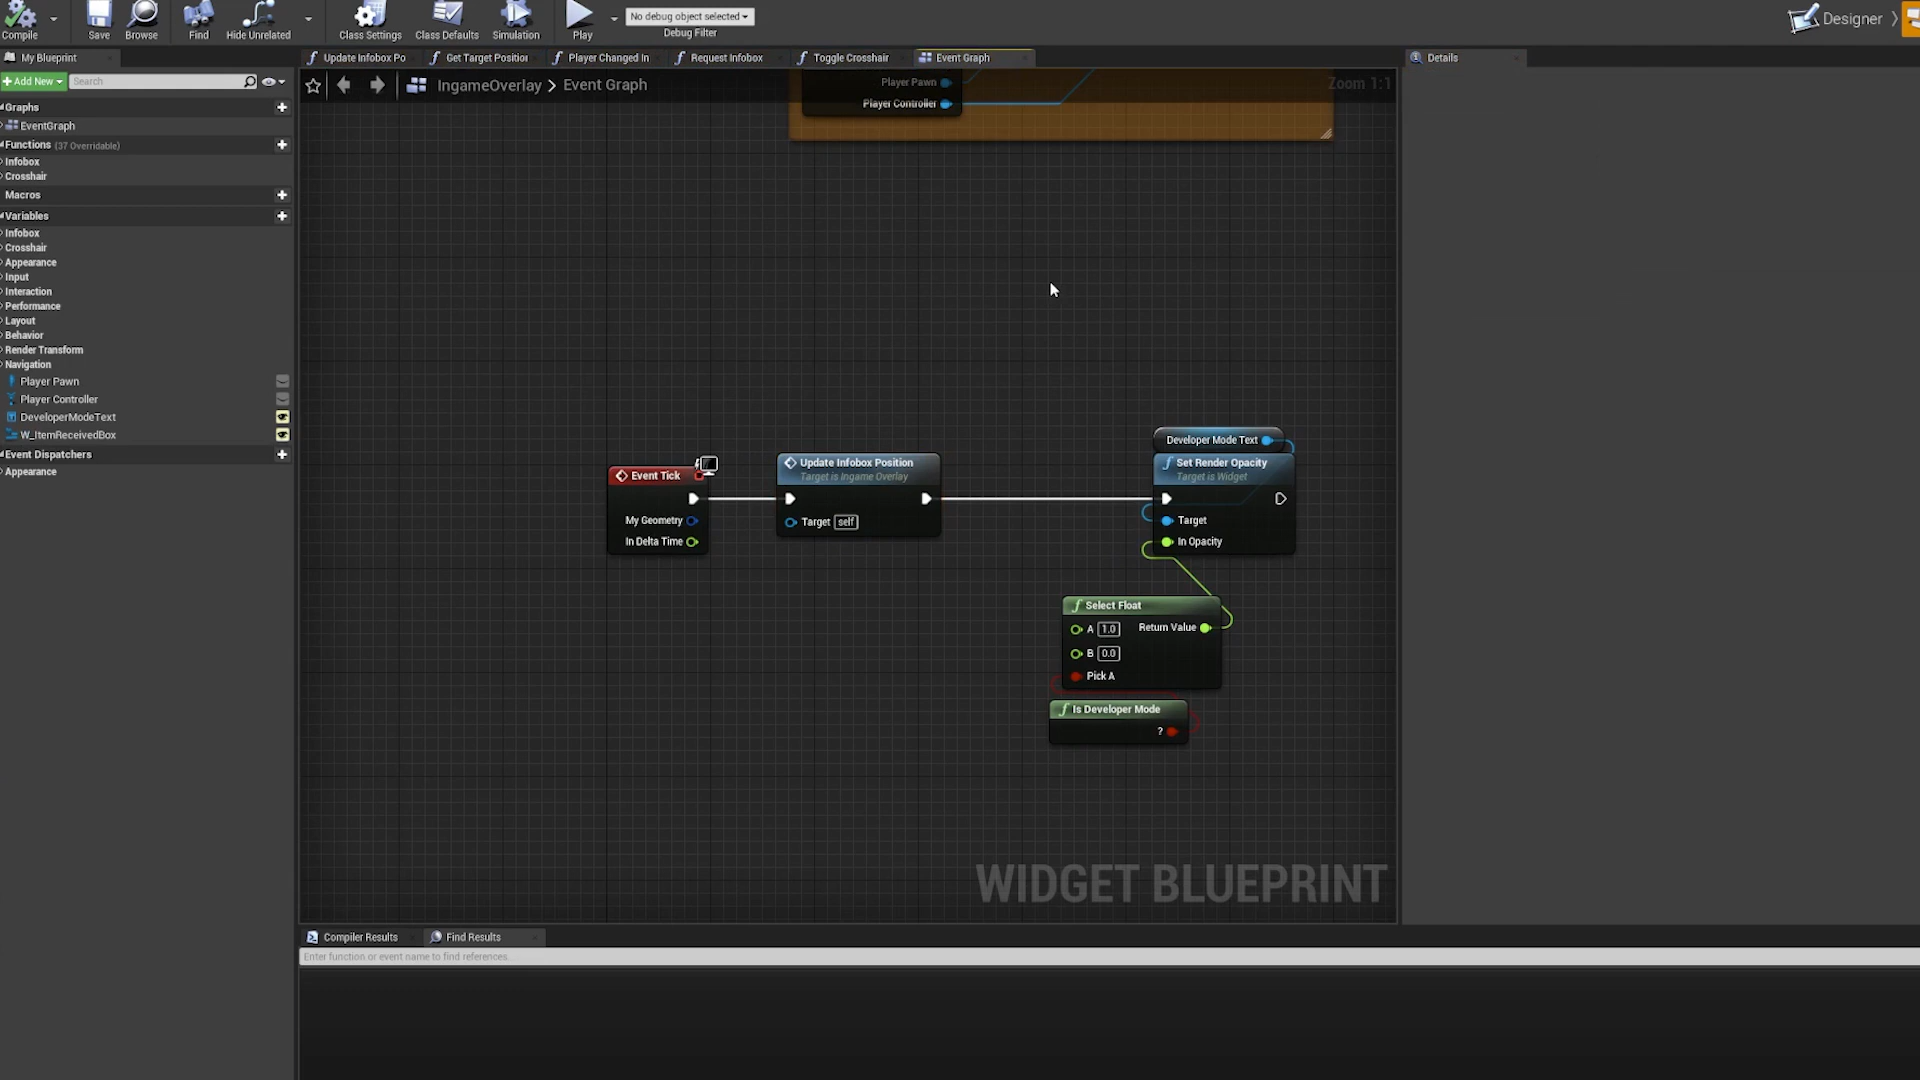 Compile
Save
Browse
Find
Hide Unrelated
Class Settings
Class Defaults
Simulation
Play
No debug object selected
Debug Filter
Designer
My Blueprint
Update Infobox Po
Get Target Position
Player Changed In
Request Infobox
Toggle Crosshair
Event Graph
Details
Add New
Search
IngameOverlay > Event Graph
Zoom 1:1
Graphs
EventGraph
Functions (37 Overridable)
Infobox
Crosshair
Macros
Variables
Infobox
Crosshair
Appearance
Input
Interaction
Performance
Layout
Behavior
Render Transform
Navigation
Player Pawn
Player Controller
DeveloperModeText
W_ItemReceivedBox
Event Dispatchers
Appearance
Player Pawn
Player Controller
Event Tick
My Geometry
In Delta Time
Update Infobox Position
Target is Ingame Overlay
Target self
Developer Mode Text
Set Render Opacity
Target is Widget
Target
In Opacity
Select Float
A 1.0
Return Value
B 0.0
Pick A
Is Developer Mode
?
WIDGET BLUEPRINT
Compiler Results
Find Results
Enter function or event name to find references.